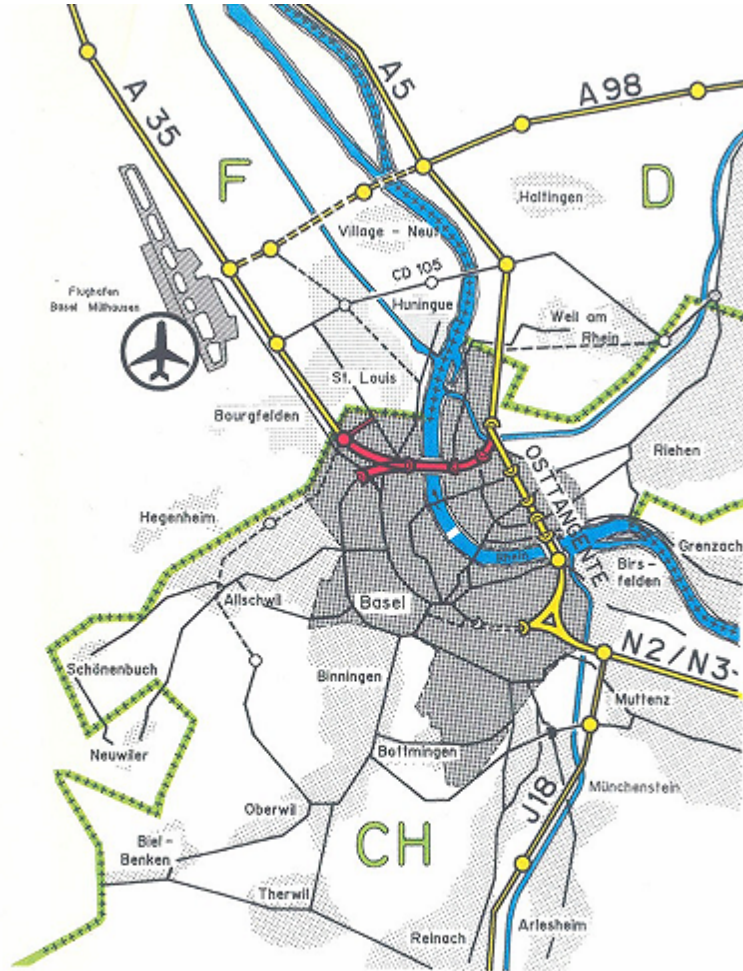 A5
A 98
A 35
F
D
Haltingen
Village - Neuf
CD 105
Flughafen
Basel Mülhausen
Huningue
Weil am
Rhein
St. Louis
Bourgfelden
Riehen
OSTTANGENTE
Hegenheim
Grenzach
Rhein
Birs-
felden
Allschwil
Basel
N2/N3-
Schönenbuch
Binningen
Muttenz
Neuwiler
Bottmingen
Münchenstein
J18
Oberwil
CH
Biel-
Benken
Therwil
Reinach
Arlesheim